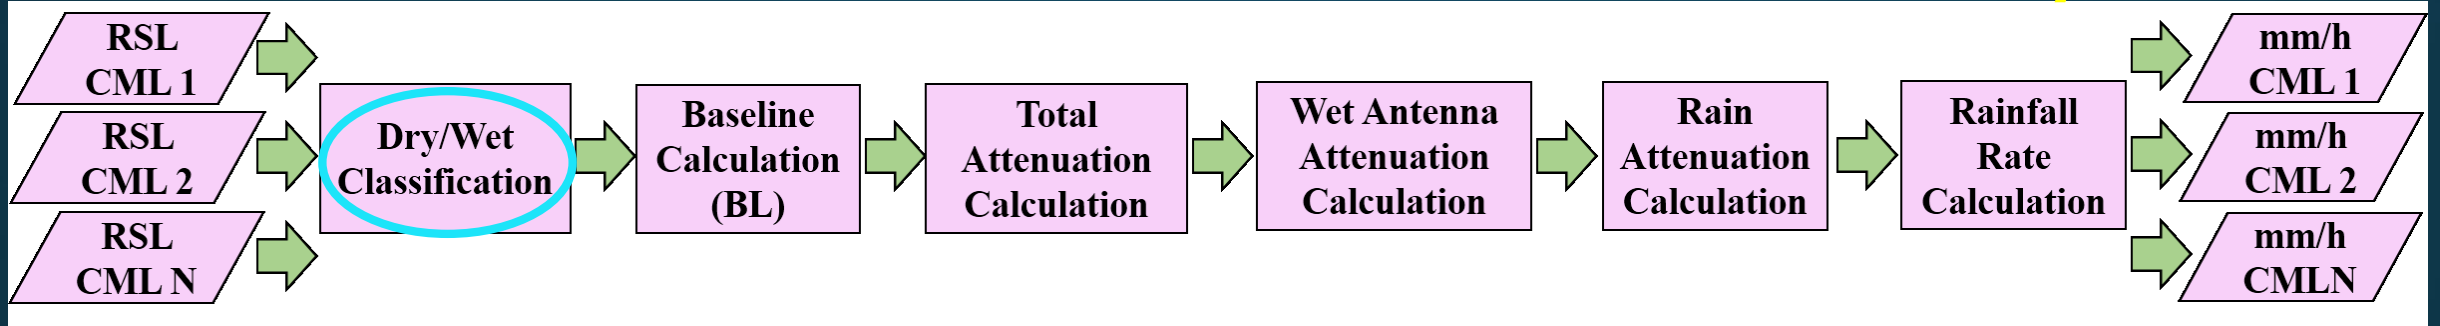 RSL
CML 1
RSL
CML 2
RSL
CML N
Dry/Wet
Classification
Baseline
Calculation
(BL)
Total
Attenuation
Calculation
Wet Antenna
Attenuation
Calculation
Rain
Attenuation
Calculation
Rainfall
Rate
Calculation
mm/h
CML 1
mm/h
CML 2
mm/h
CMLN